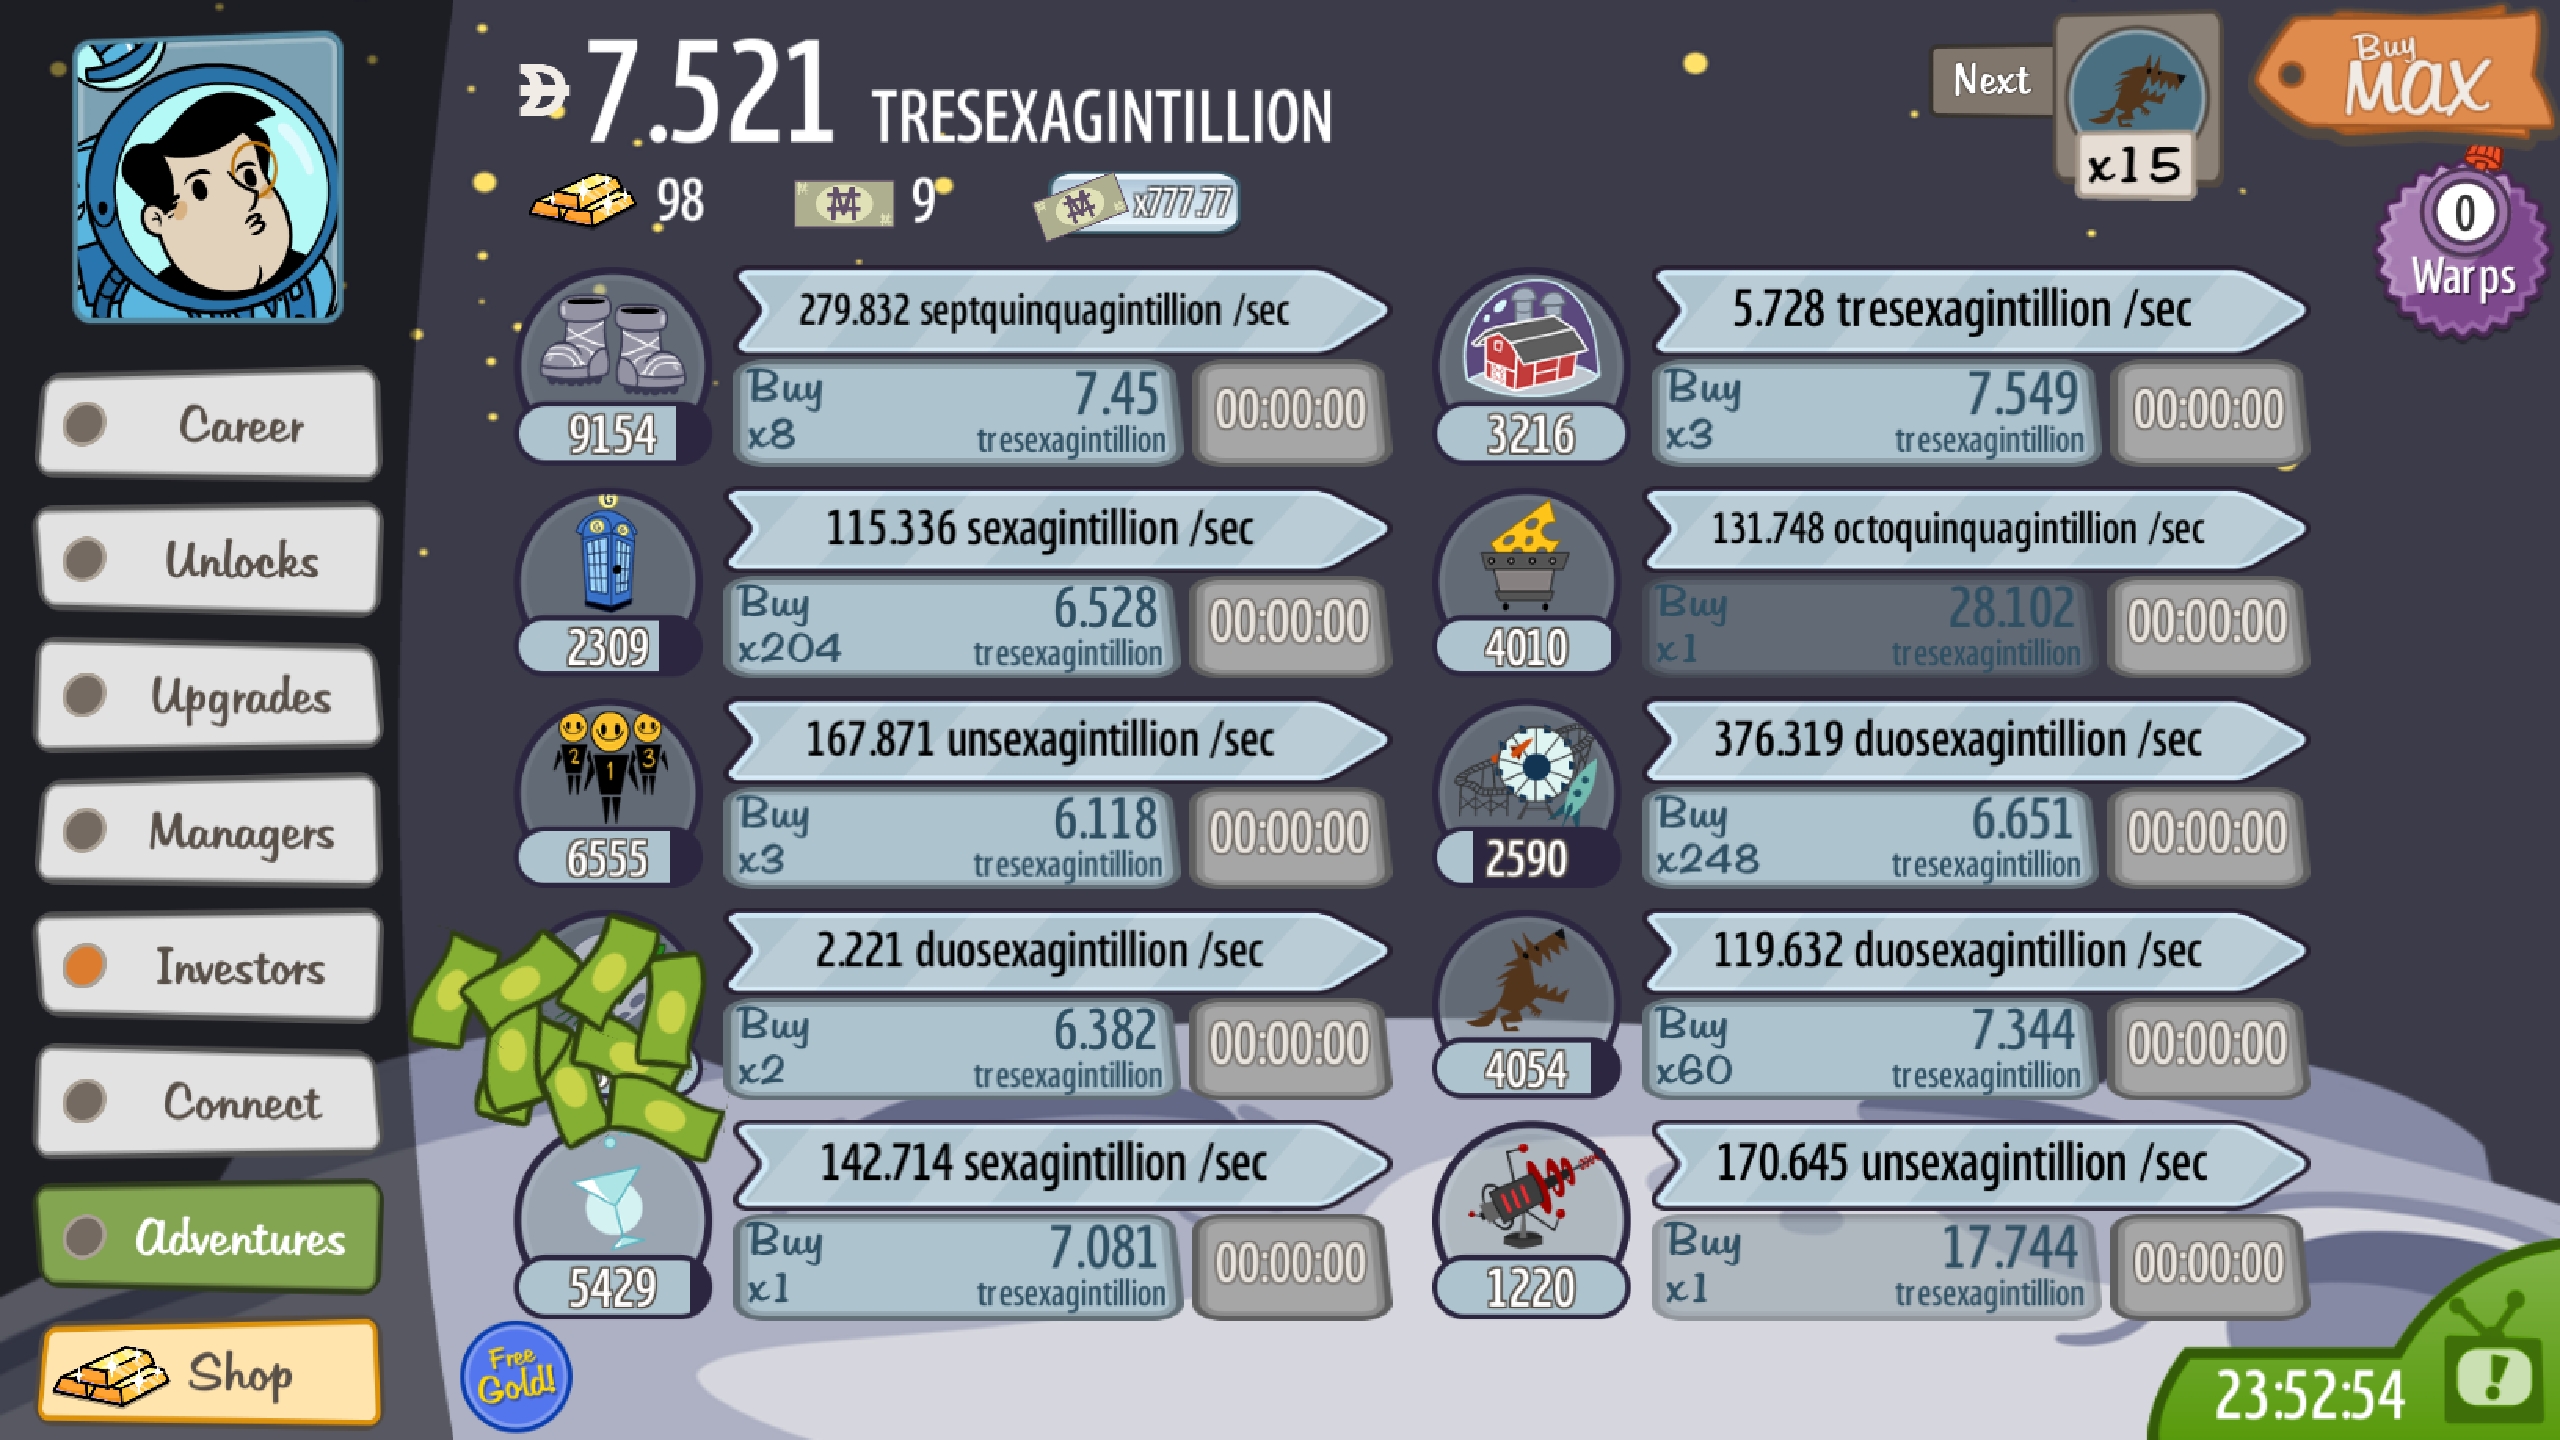 7.521 TRESEXAGINTILLION
98
9
x777.77
Next
x15
Buy
MAX
0
Warps
Career
Unlocks
Upgrades
Managers
Investors
Connect
Adventures
Shop
279.832 septquinquagintillion /sec
9154
Buy
x8
7.45
tresexagintillion
00:00:00
5.728 tresexagintillion /sec
3216
Buy
x3
7.549
tresexagintillion
00:00:00
115.336 sexagintillion /sec
2309
Buy
x204
6.528
tresexagintillion
00:00:00
131.748 octoquinquagintillion /sec
4010
Buy
x1
28.102
tresexagintillion
00:00:00
167.871 unsexagintillion /sec
2 1 3
6555
Buy
x3
6.118
tresexagintillion
00:00:00
376.319 duosexagintillion /sec
2590
Buy
x248
6.651
tresexagintillion
00:00:00
2.221 duosexagintillion /sec
Buy
x2
6.382
tresexagintillion
00:00:00
119.632 duosexagintillion /sec
4054
Buy
x60
7.344
tresexagintillion
00:00:00
142.714 sexagintillion /sec
5429
Buy
x1
7.081
tresexagintillion
00:00:00
170.645 unsexagintillion /sec
1220
Buy
x1
17.744
tresexagintillion
00:00:00
Free
Gold!
23:52:54